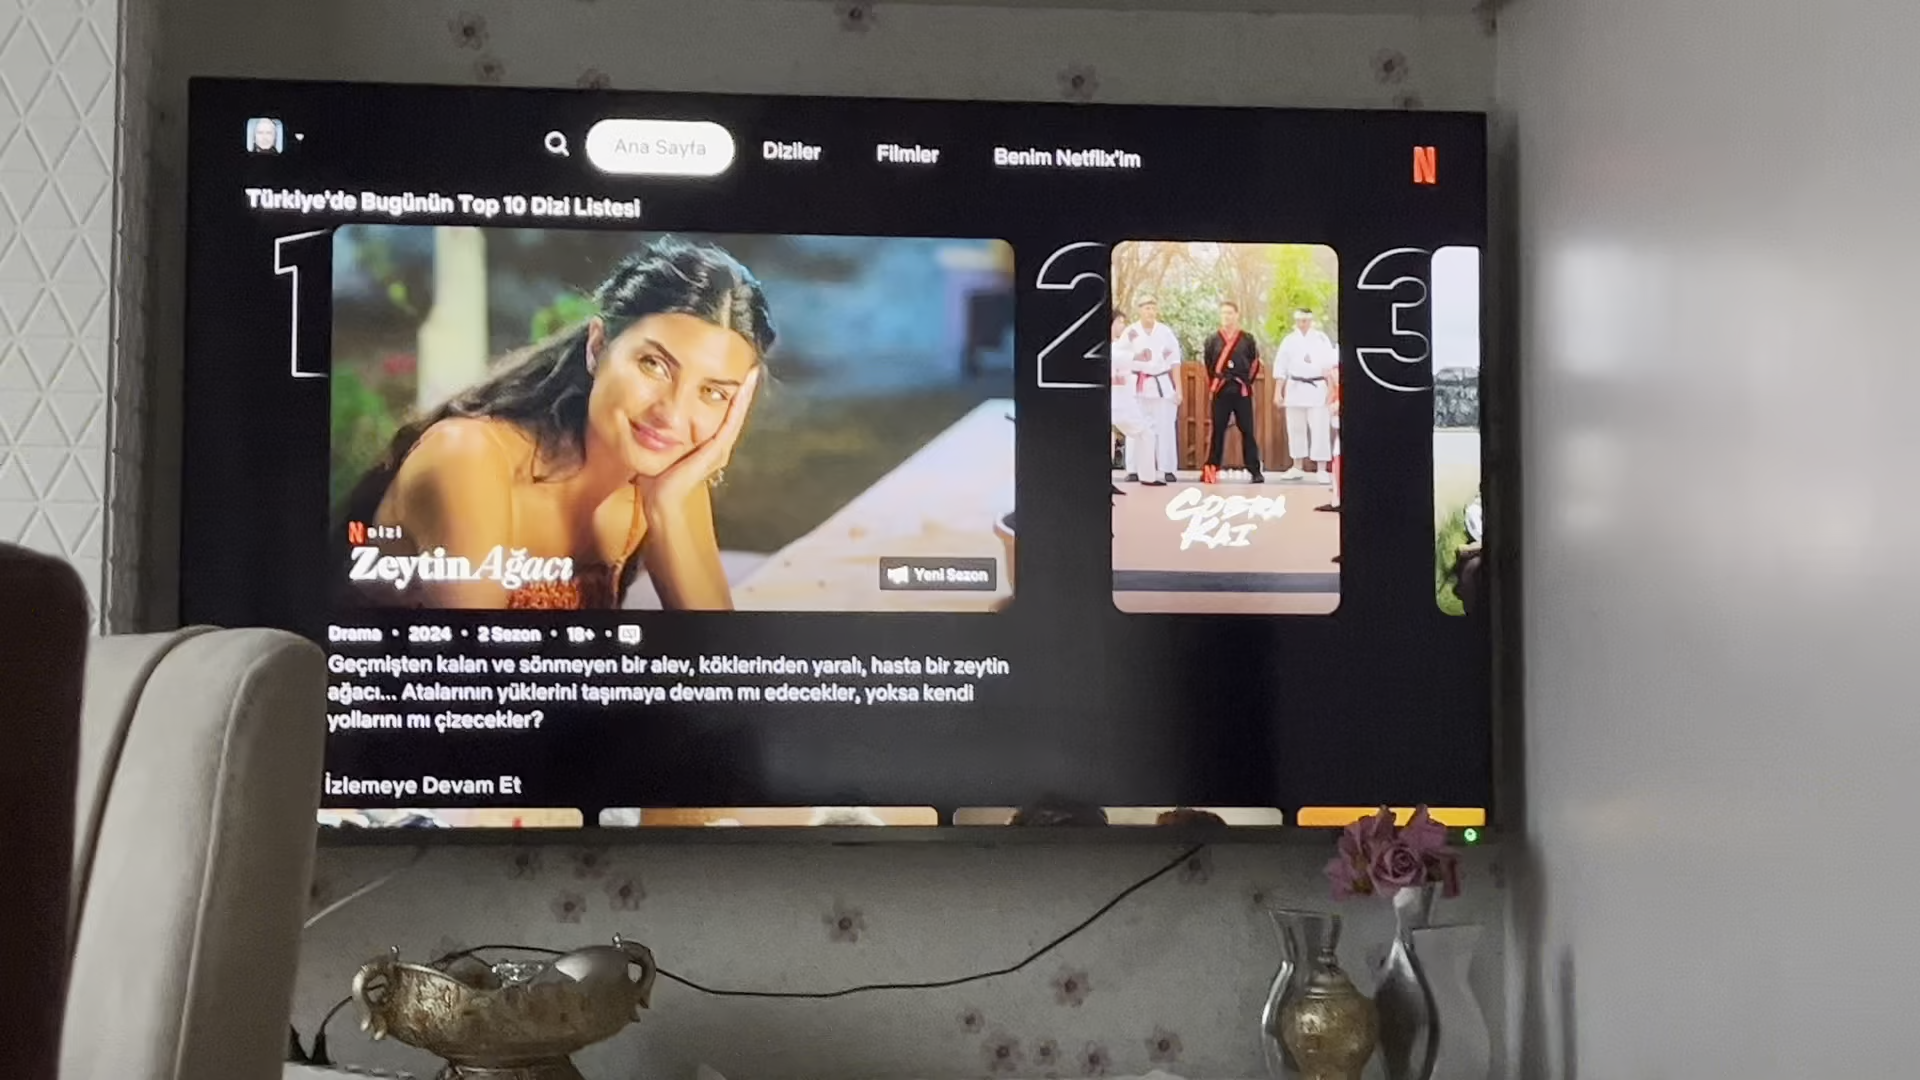 Ana Sayfa
Diziler
Filmler
Benim Netflix'im
N
Türkiye'de Bugünün Top 10 Dizi Listesi
1
2
3
N DİZİ
Zeytin Ağacı
Yeni Sezon
N DİZİ
COBRA
KAI
Drama • 2024 • 2 Sezon • 18+ •
Geçmişten kalan ve sönmeyen bir alev, köklerinden yaralı, hasta bir zeytin
ağacı... Atalarının yüklerini taşımaya devam mı edecekler, yoksa kendi
yollarını mı çizecekler?
İzlemeye Devam Et